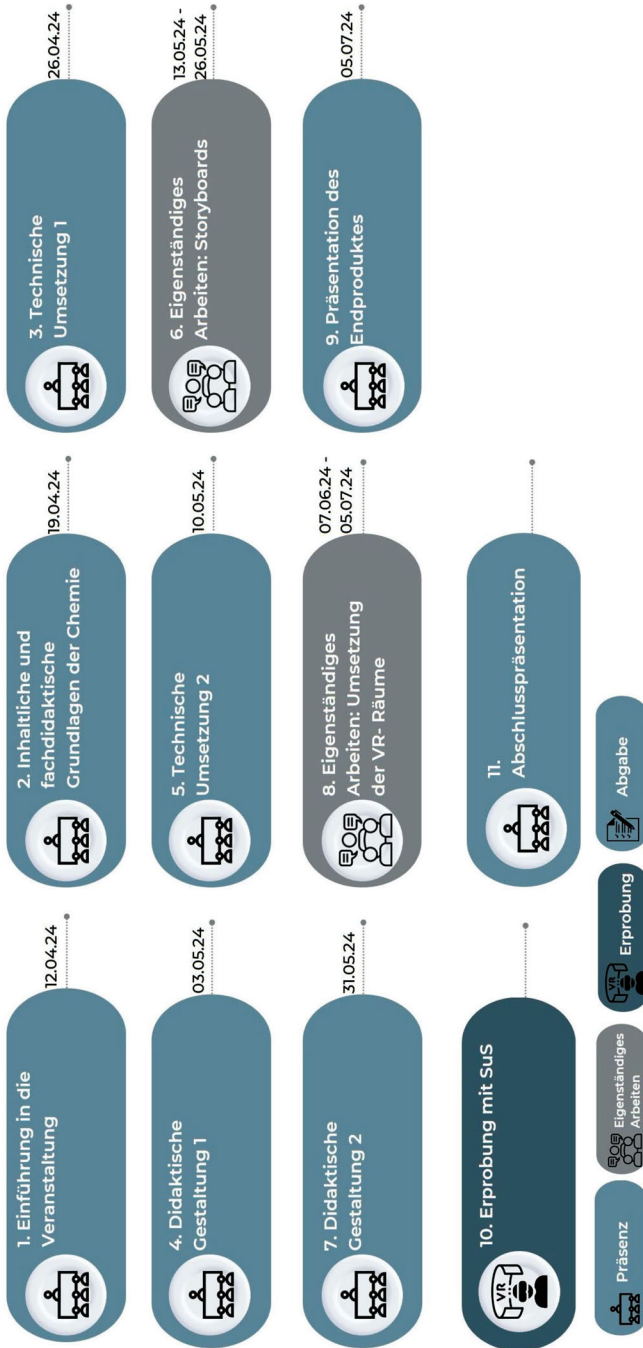 1. Einführung in die
Veranstaltung
12.04.24
2. Inhaltliche und
fachdidaktische
Grundlagen der Chemie
19.04.24
3. Technische
Umsetzung 1
26.04.24
4. Didaktische
Gestaltung 1
03.05.24
5. Technische
Umsetzung 2
10.05.24
6. Eigenständiges
Arbeiten: Storyboards
13.05.24 -
26.05.24
7. Didaktische
Gestaltung 2
31.05.24
8. Eigenständiges
Arbeiten: Umsetzung
der VR- Räume
07.06.24 -
05.07.24
9. Präsentation des
Endproduktes
05.07.24
VR
10. Erprobung mit SuS
11.
Abschlusspräsentation
Präsenz
Eigenständiges
Arbeiten
VR
Erprobung
Abgabe